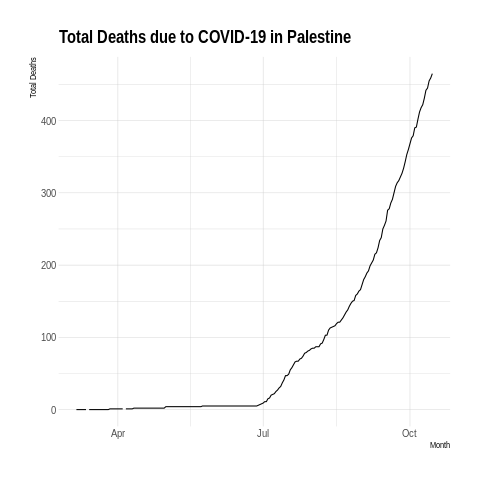 Total Deaths due to COVID-19 in Palestine
Total Deaths
400
300
200
100
0
Apr
Jul
Oct
Month